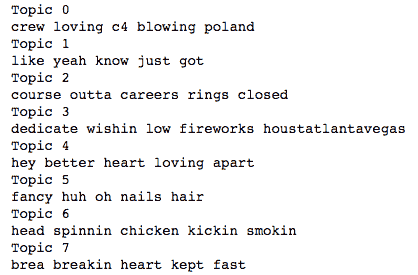 Topic 0
crew loving c4 blowing poland
Topic 1
like yeah know just got
Topic 2
course outta careers rings closed
Topic 3
dedicate wishin low fireworks houstatlantavegas
Topic 4
hey better heart loving apart
Topic 5
fancy huh oh nails hair
Topic 6
head spinnin chicken kickin smokin
Topic 7
brea breakin heart kept fast